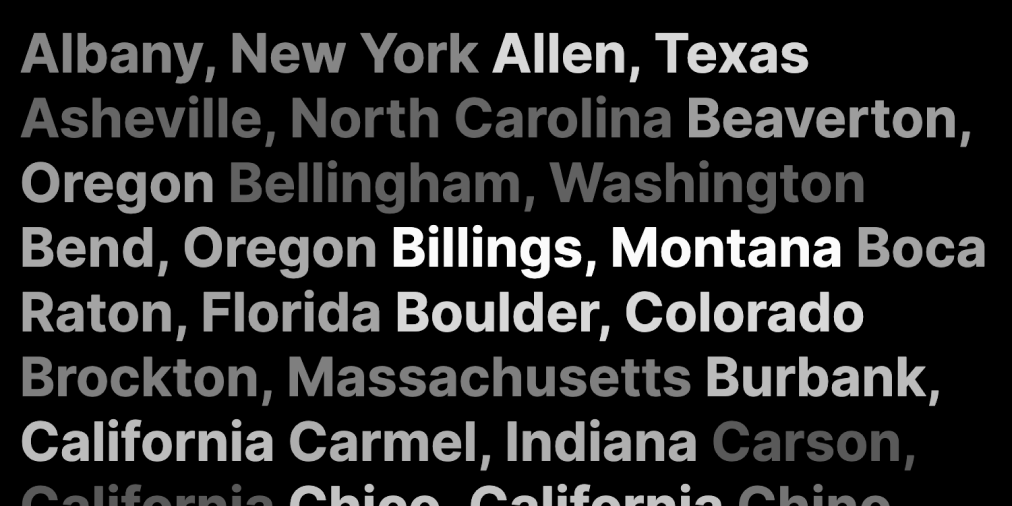 Albany, New York Allen, Texas
Asheville, North Carolina Beaverton,
Oregon Bellingham, Washington
Bend, Oregon Billings, Montana Boca
Raton, Florida Boulder, Colorado
Brockton, Massachusetts Burbank,
California Carmel, Indiana Carson,
California Chico, California Chino